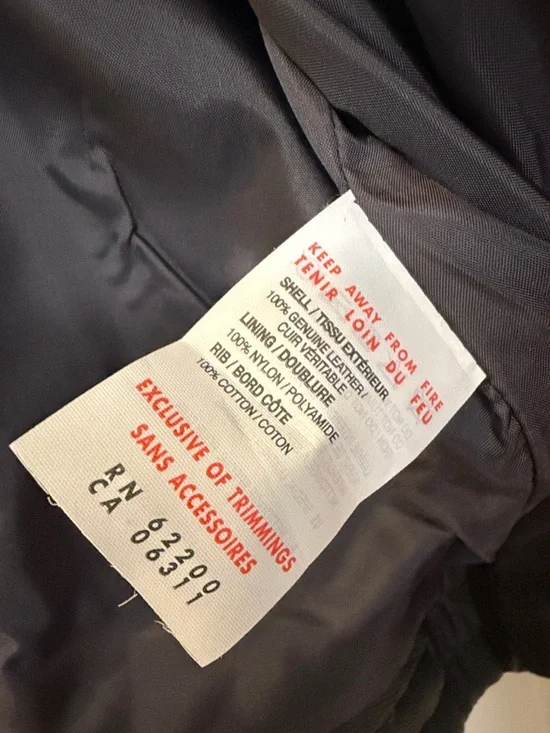 KEEP AWAY FROM FIRE
TENIR LOIN DU FEU
SHELL / TISSU EXTÉRIEUR
100% GENUINE LEATHER/
CUIR VÉRITABLE
LINING / DOUBLURE
100% NYLON / POLYAMIDE
RIB / BORD CÔTE
100% COTTON / COTON
EXCLUSIVE OF TRIMMINGS
SANS ACCESSOIRES
RN 62200
CA 06311